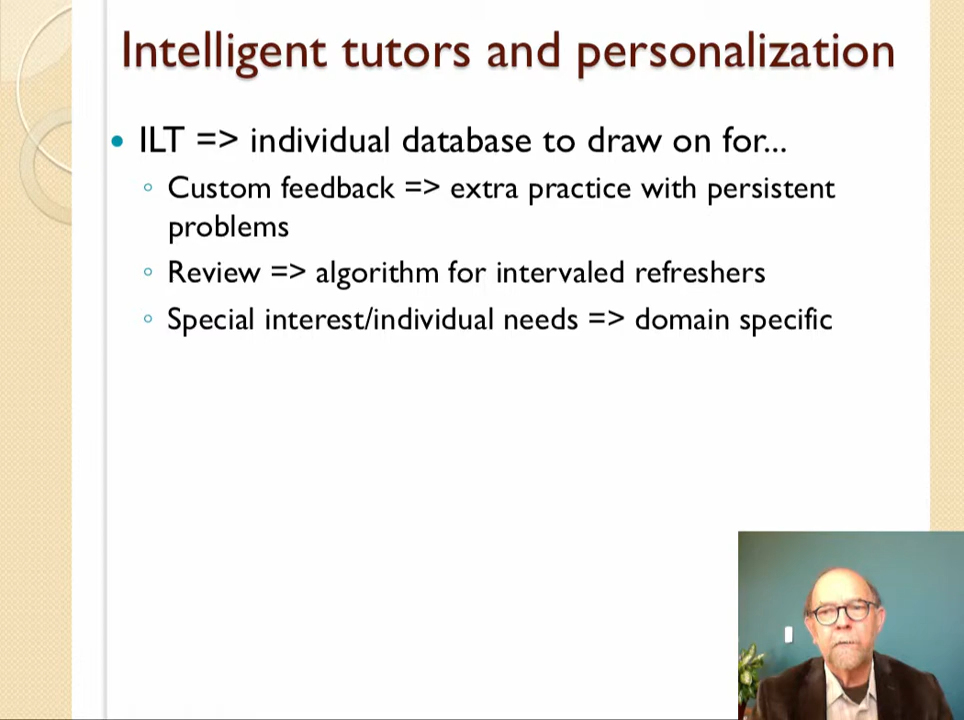 Intelligent tutors and personalization
ILT => individual database to draw on for...
Custom feedback => extra practice with persistent
problems
Review => algorithm for intervaled refreshers
Special interest/individual needs => domain specific